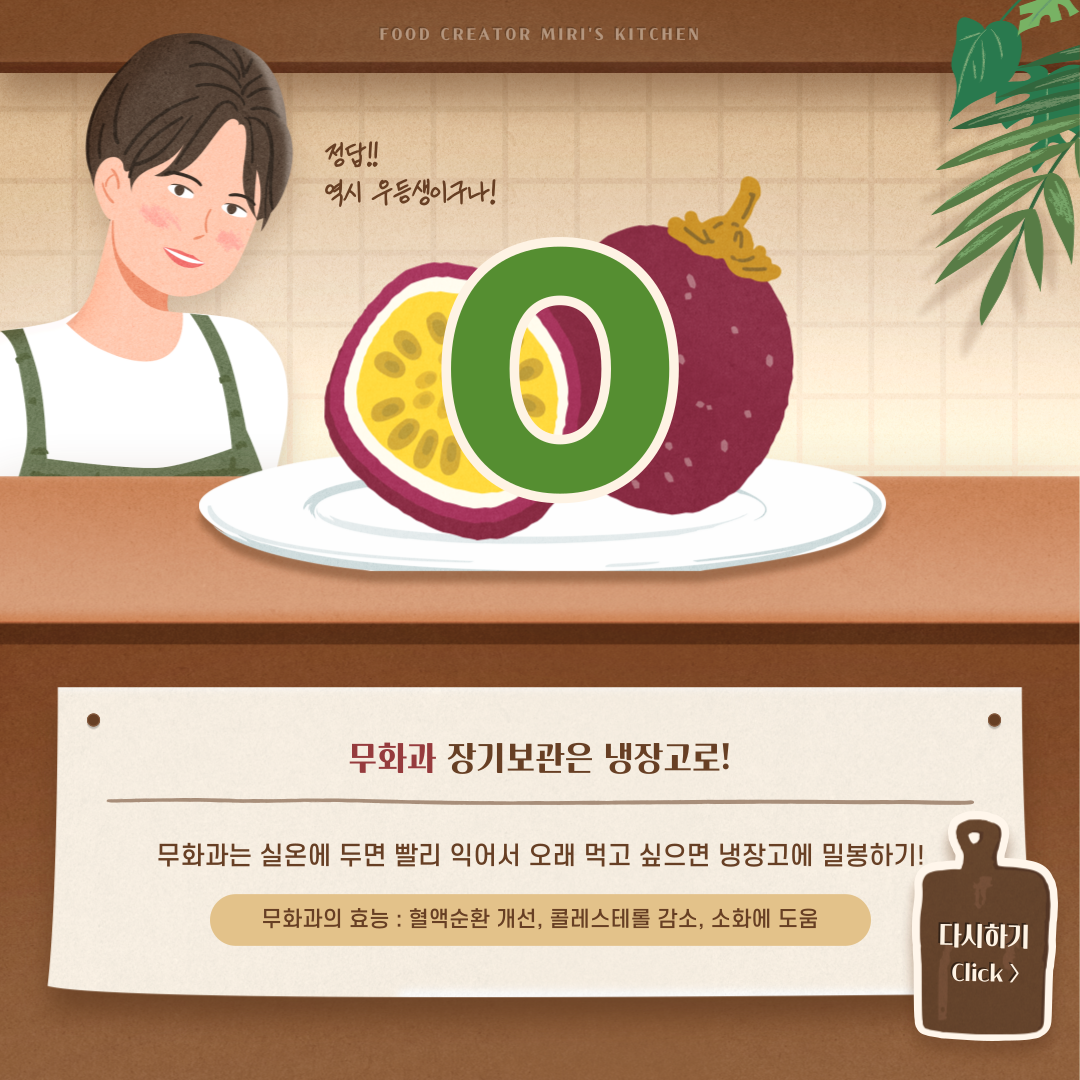 FOOD CREATOR MIRI'S KITCHEN
정답!!
역시 우등생이구나!
O
무화과 장기보관은 냉장고로!
무화과는 실온에 두면 빨리 익어서 오래 먹고 싶으면 냉장고에 밀봉하기!
무화과의 효능 : 혈액순환 개선, 콜레스테롤 감소, 소화에 도움
다시하기
Click 〉